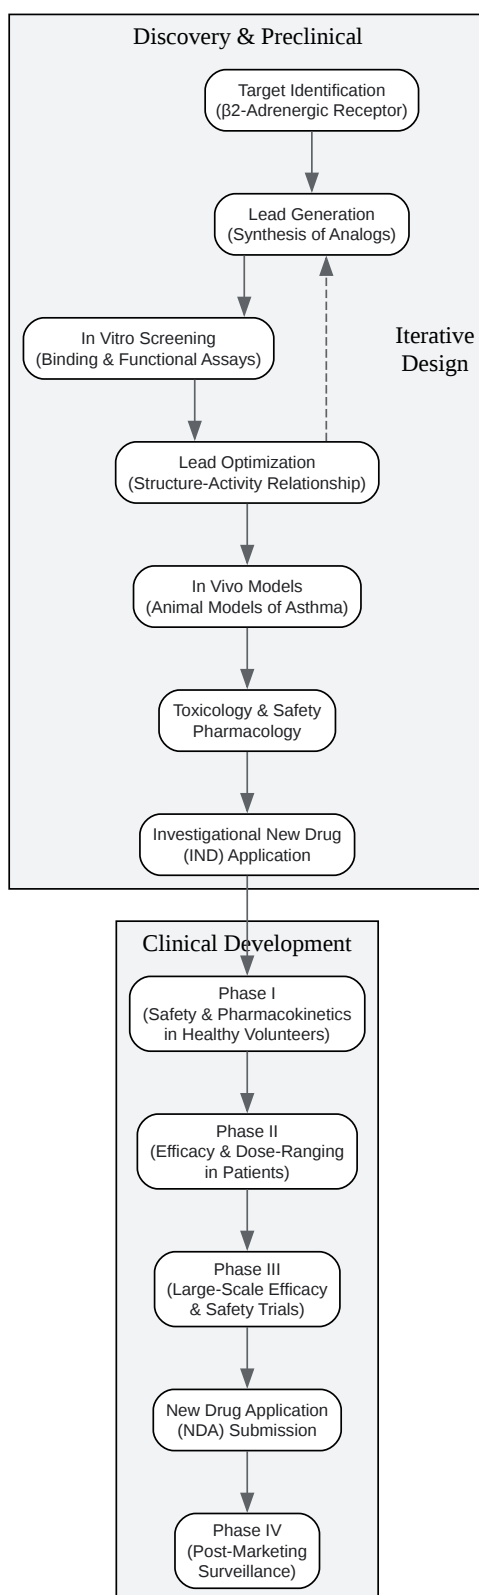 Discovery & Preclinical
Target Identification
(β2-Adrenergic Receptor)
Lead Generation
(Synthesis of Analogs)
In Vitro Screening
(Binding & Functional Assays)
Iterative
Design
Lead Optimization
(Structure-Activity Relationship)
In Vivo Models
(Animal Models of Asthma)
Toxicology & Safety
Pharmacology
Investigational New Drug
(IND) Application
Clinical Development
Phase I
(Safety & Pharmacokinetics
in Healthy Volunteers)
Phase II
(Efficacy & Dose-Ranging
in Patients)
Phase III
(Large-Scale Efficacy
& Safety Trials)
New Drug Application
(NDA) Submission
Phase IV
(Post-Marketing
Surveillance)